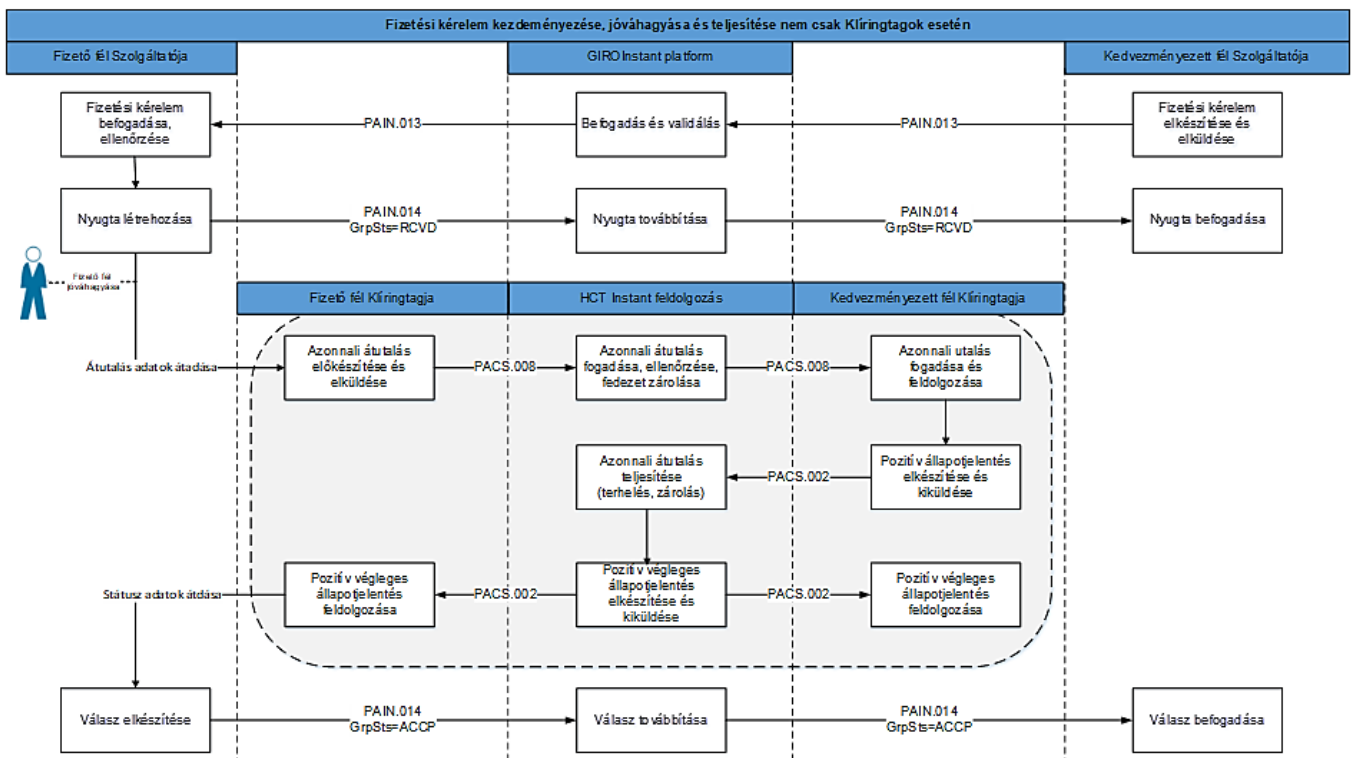 Fizetési kérelem kezdeményezése, jóváhagyása és teljesítése nem csak Klíringtagok esetén
Fizető fél Szolgáltatója
GIROInstant platform
Kedvezményezett fél Szolgáltatója
Fizetési kérelem
befogadása,
ellenőrzése
PAIN.013
Befogadás és validálás
PAIN.013
Fizetési kérelem
elkészítése és
elküldése
Nyugta létrehozása
PAIN.014
GrpSts=RCVD
Nyugta továbbítása
PAIN.014
GrpSts=RCVD
Nyugta befogadása
Fizető fél
jóváhagyása
Fizető fél Klíringtagja
HCT Instant feldolgozás
Kedvezményezett fél Klíringtagja
Átutalás adatok átadása
Azonnali átutalás
előkészítése és
elküldése
PACS.008
Azonnali átutalás
fogadása, ellenőrzése,
fedezet zárolása
PACS.008
Azonnali utalás
fogadása és
feldolgozása
Azonnali átutalás
teljesítése
(terhelés, zárolás)
PACS.002
Pozitív állapotjelentés
elkészítése és
kiküldése
Státusz adatok átdása
Pozitív végleges
állapotjelentés
feldolgozása
PACS.002
Pozitív végleges
állapotjelentés
elkészítése és
kiküldése
PACS.002
Pozitív végleges
állapotjelentés
feldolgozása
Válasz elkészítése
PAIN.014
GrpSts=ACCP
Válasz továbbítása
PAIN.014
GrpSts=ACCP
Válasz befogadása